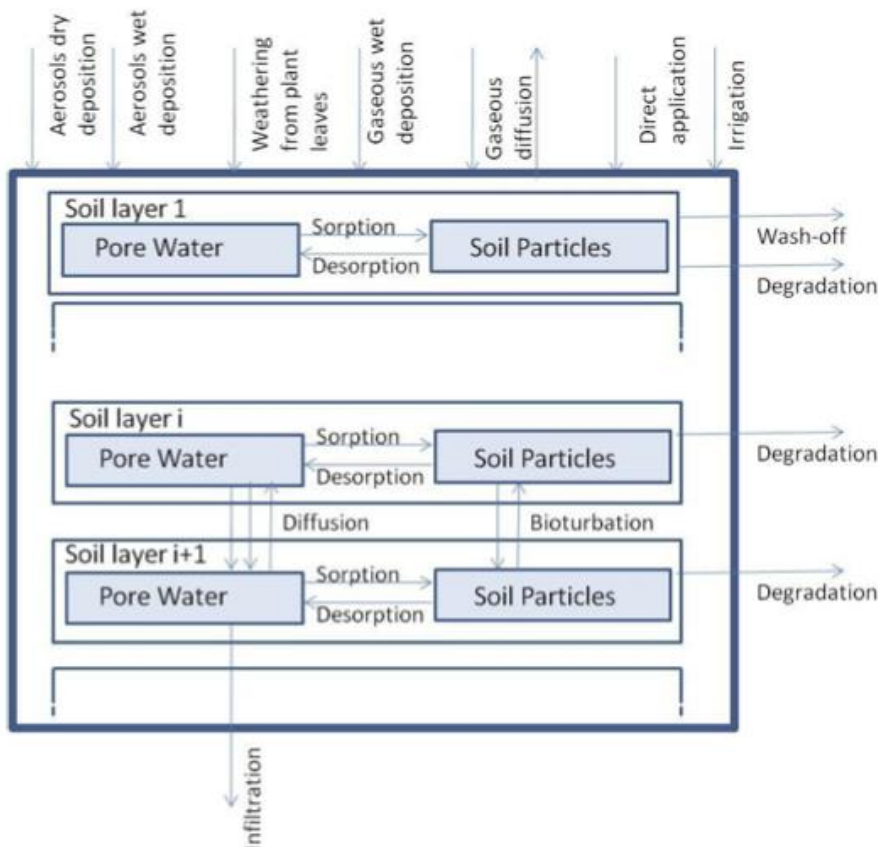 Aerosols dry
deposition
Aerosols wet
deposition
Weathering
from plant
leaves
Gaseous wet
deposition
Gaseous
diffusion
Direct
application
Irrigation
Soil layer 1
Pore Water
Sorption
Desorption
Soil Particles
Wash-off
Degradation
Soil layer i
Pore Water
Sorption
Desorption
Soil Particles
Degradation
Diffusion
Bioturbation
Soil layer i+1
Pore Water
Sorption
Desorption
Soil Particles
Degradation
Infiltration